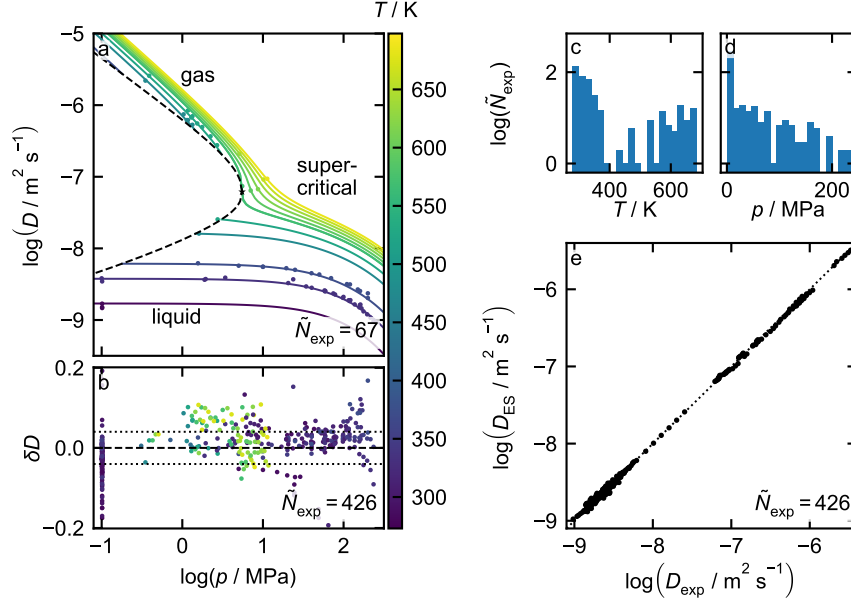 T / K
a
gas
super-
critical
liquid
Ñexp = 67
log(D / m² s⁻¹)
−5
−6
−7
−8
−9
b
δD
0.2
0.0
−0.2
Ñexp = 426
−1
0
1
2
log(p / MPa)
650
600
550
500
450
400
350
300
c
log(Ñexp)
2
0
400
600
T / K
d
0
200
p / MPa
e
log(DES / m² s⁻¹)
−6
−7
−8
−9
Ñexp = 426
−9
−8
−7
−6
log(Dexp / m² s⁻¹)